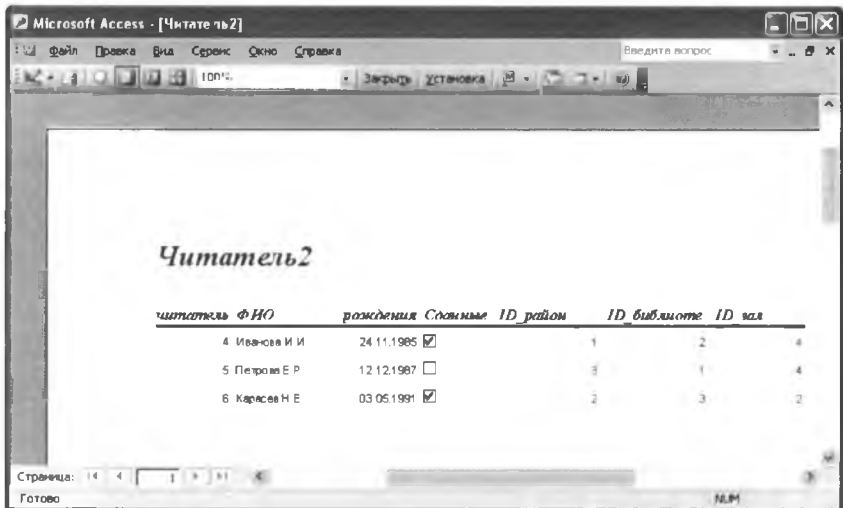 Microsoft Access - [Читатель2]
Файл Правка Вид Сервис Окно Справка
Введите вопрос
100%
Закрыть Установка
Читатель2
читатель ФИО рождения Сданные ID_район ID_библиоте ID_зал
4 Иванова И И 24.11.1985 1 2 4
5 Петрова Е Р 12.12.1987 3 1 4
6 Карасев Н Е 03.05.1991 2 3 2
Страница: 1
Готово
NUM